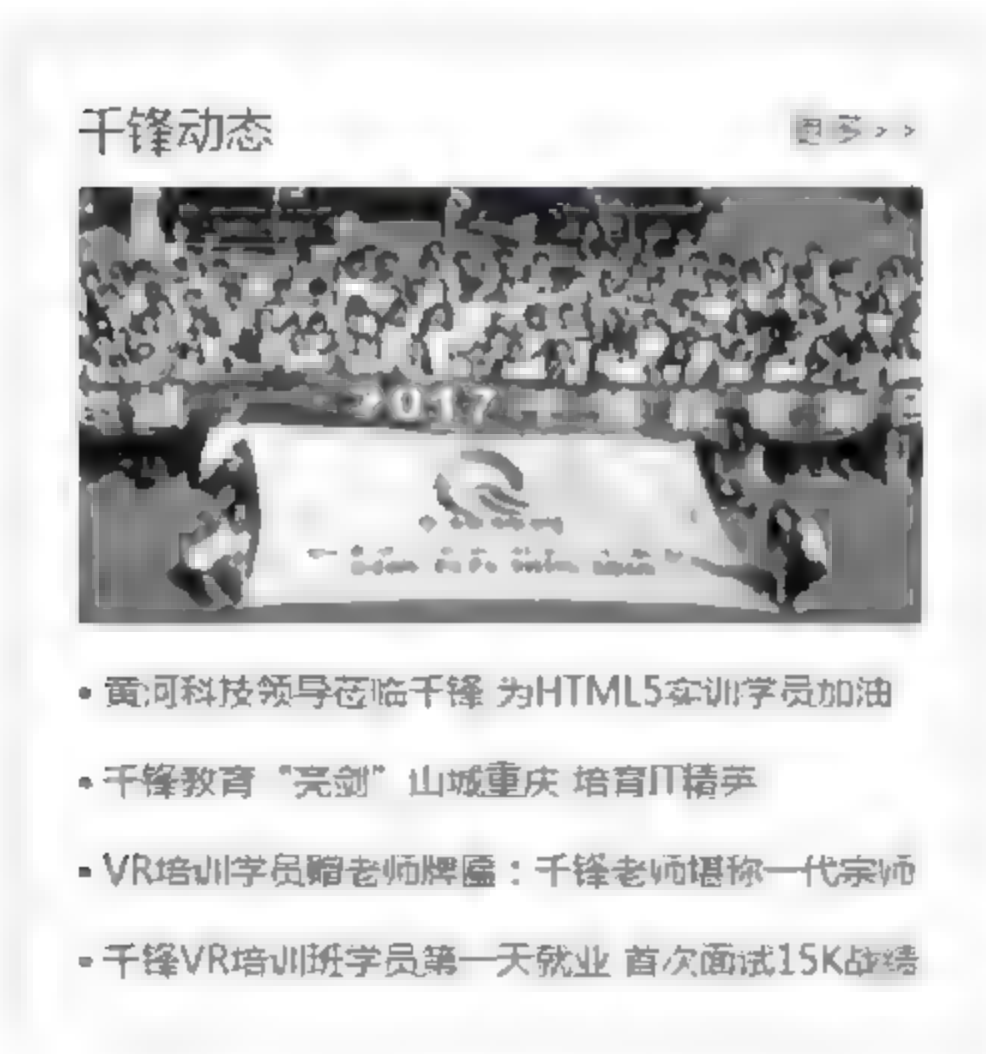 千锋动态
更多>>
2017
• 黄河科技领导莅临千锋 为HTML5实训学员加油
• 千锋教育“亮剑”山城重庆 培育IT精英
• VR培训学员赠老师牌匾：千锋老师堪称一代宗师
• 千锋VR培训班学员第一天就业 首次面试15K战绩